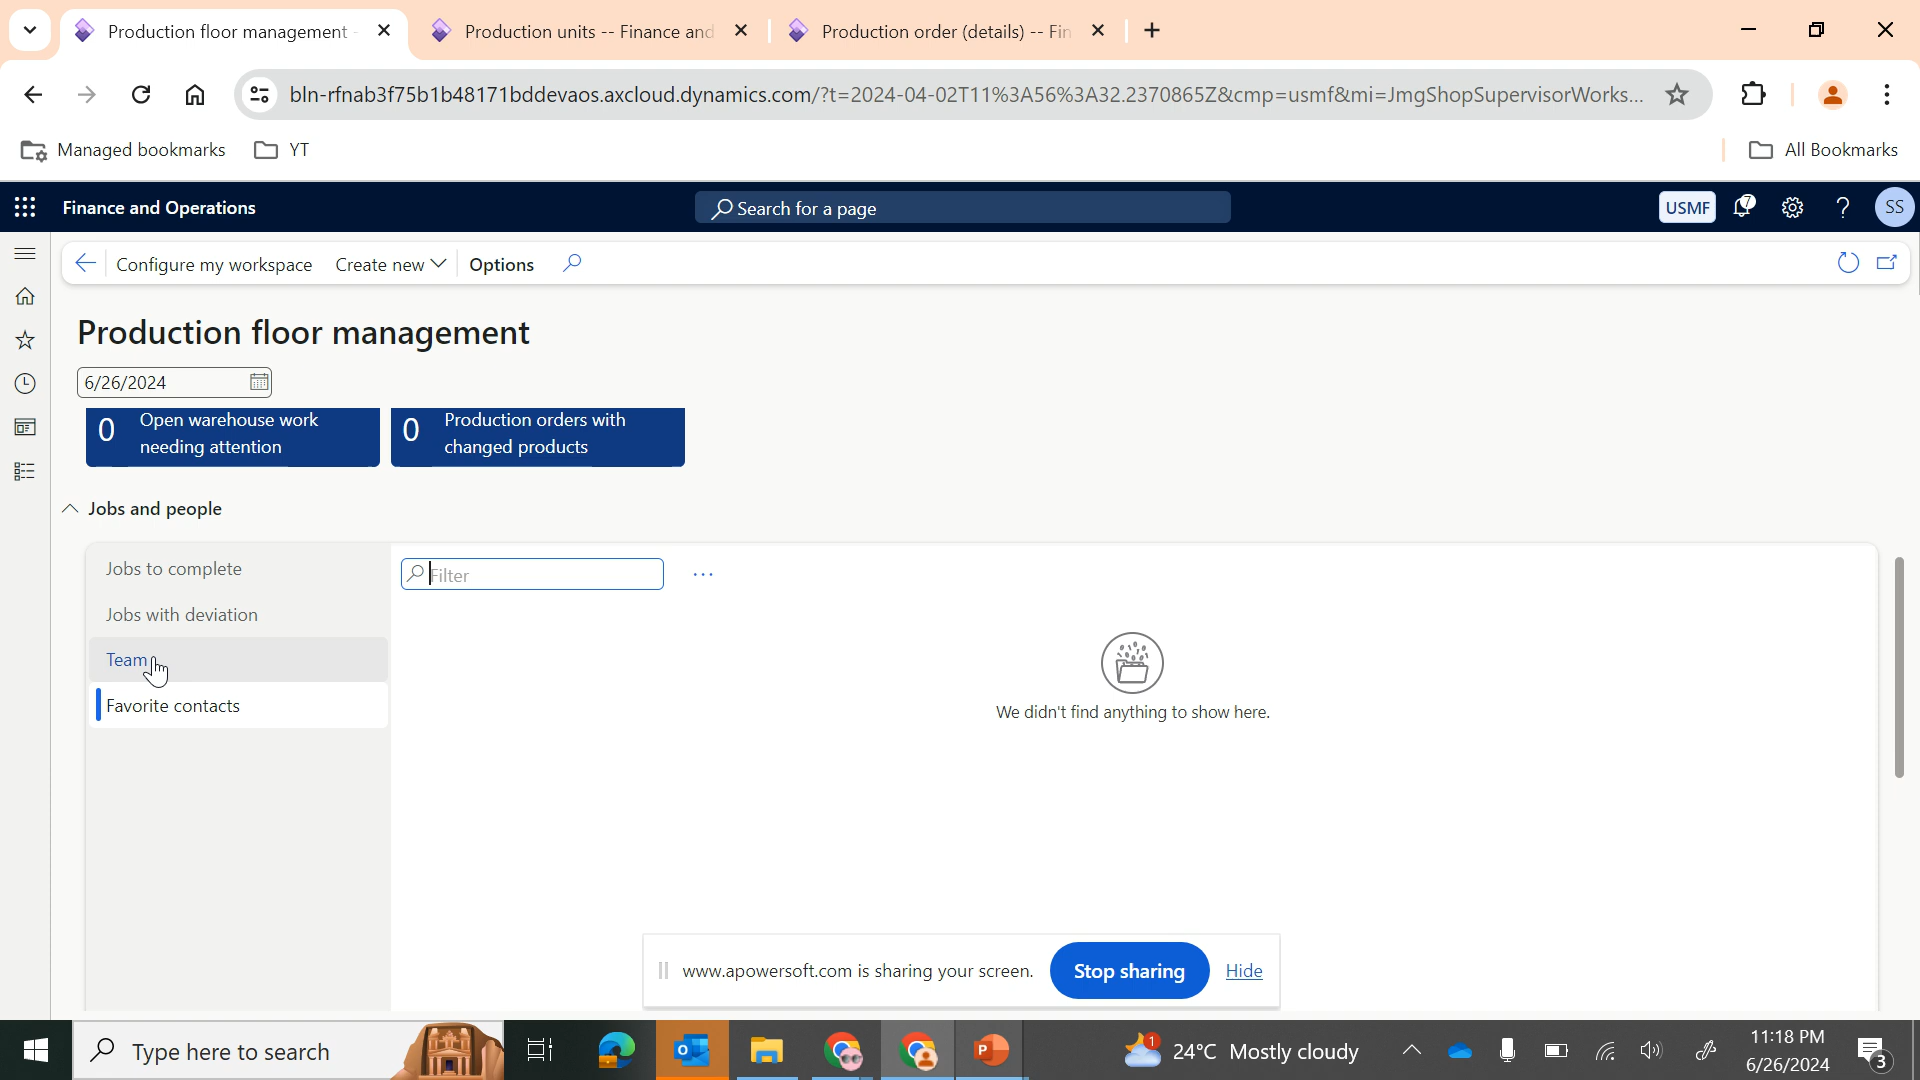 Production floor management -
Production units -- Finance and
Production order (details) -- Fin
bln-rfnab3f75b1b48171bddevaos.axcloud.dynamics.com/?t=2024-04-02T11%3A56%3A32.2370865Z&cmp=usmf&mi=JmgShopSupervisorWorks...
Managed bookmarks
YT
All Bookmarks
Finance and Operations
Search for a page
USMF
7
?
SS
Configure my workspace
Create new
Options
Production floor management
6/26/2024
0
Open warehouse work
needing attention
0
Production orders with
changed products
Jobs and people
Jobs to complete
Jobs with deviation
Team
Favorite contacts
Filter
...
We didn't find anything to show here.
www.apowersoft.com is sharing your screen.
Stop sharing
Hide
Type here to search
1
24°C Mostly cloudy
11:18 PM
6/26/2024
3